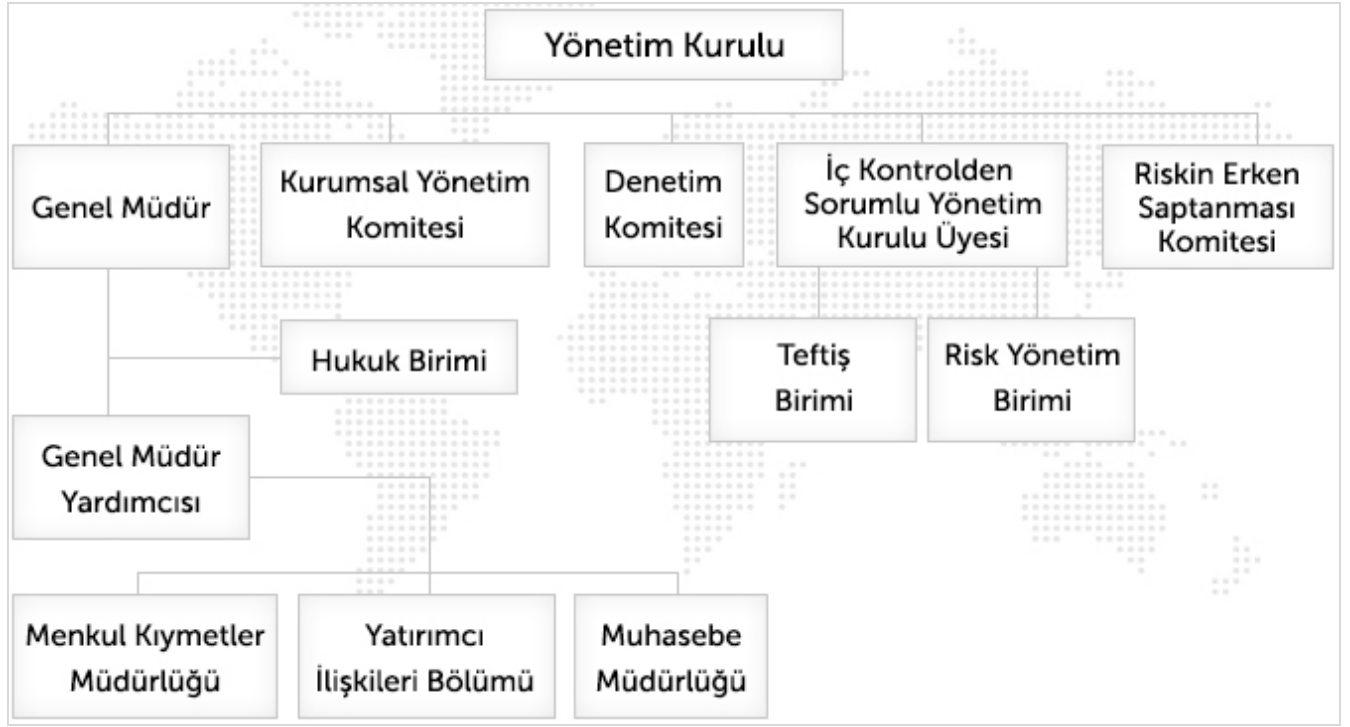 Yönetim Kurulu
Genel Müdür
Kurumsal Yönetim
Komitesi
Denetim
Komitesi
İç Kontrolden
Sorumlu Yönetim
Kurulu Üyesi
Riskin Erken
Saptanması
Komitesi
Hukuk Birimi
Teftiş
Birimi
Risk Yönetim
Birimi
Genel Müdür
Yardımcısı
Menkul Kıymetler
Müdürlüğü
Yatırımcı
İlişkileri Bölümü
Muhasebe
Müdürlüğü